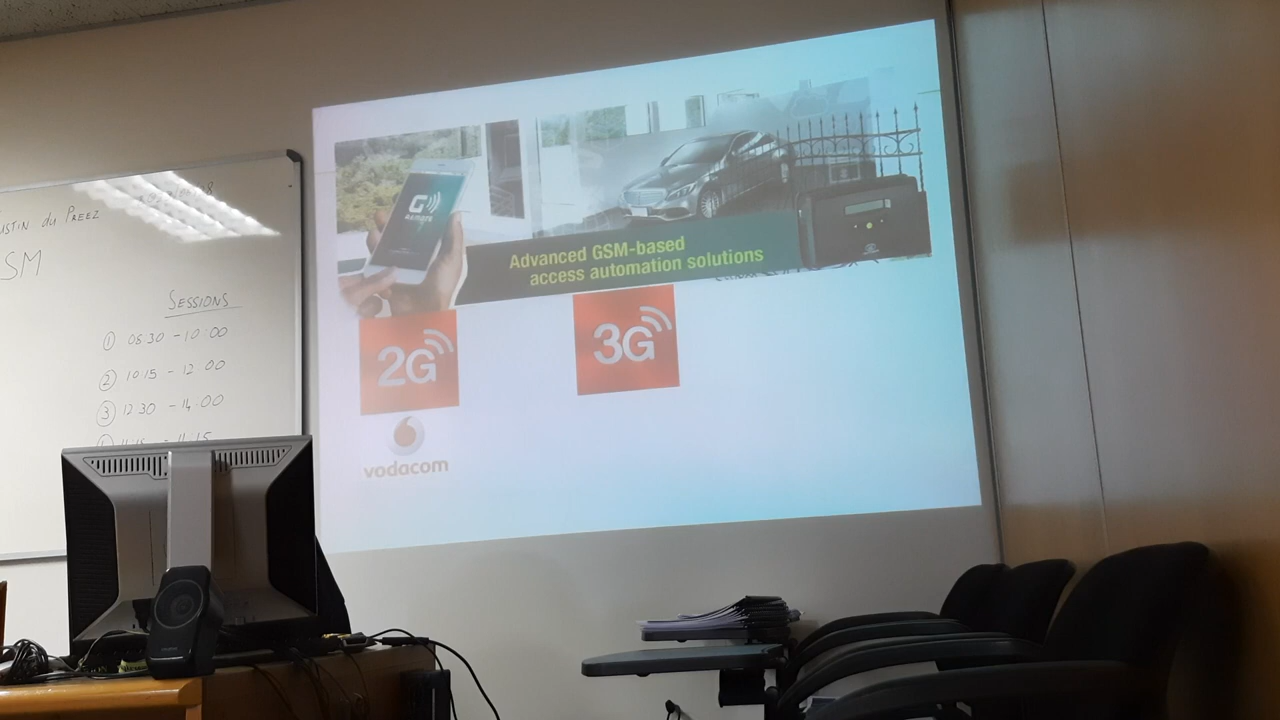 du PREEZ
SM
SESSIONS
① 08:30 - 10:00
② 10:15 - 12:00
③ 12:30 - 14:00
G
REMOTE
Advanced GSM-based
access automation solutions
2G
3G
vodacom